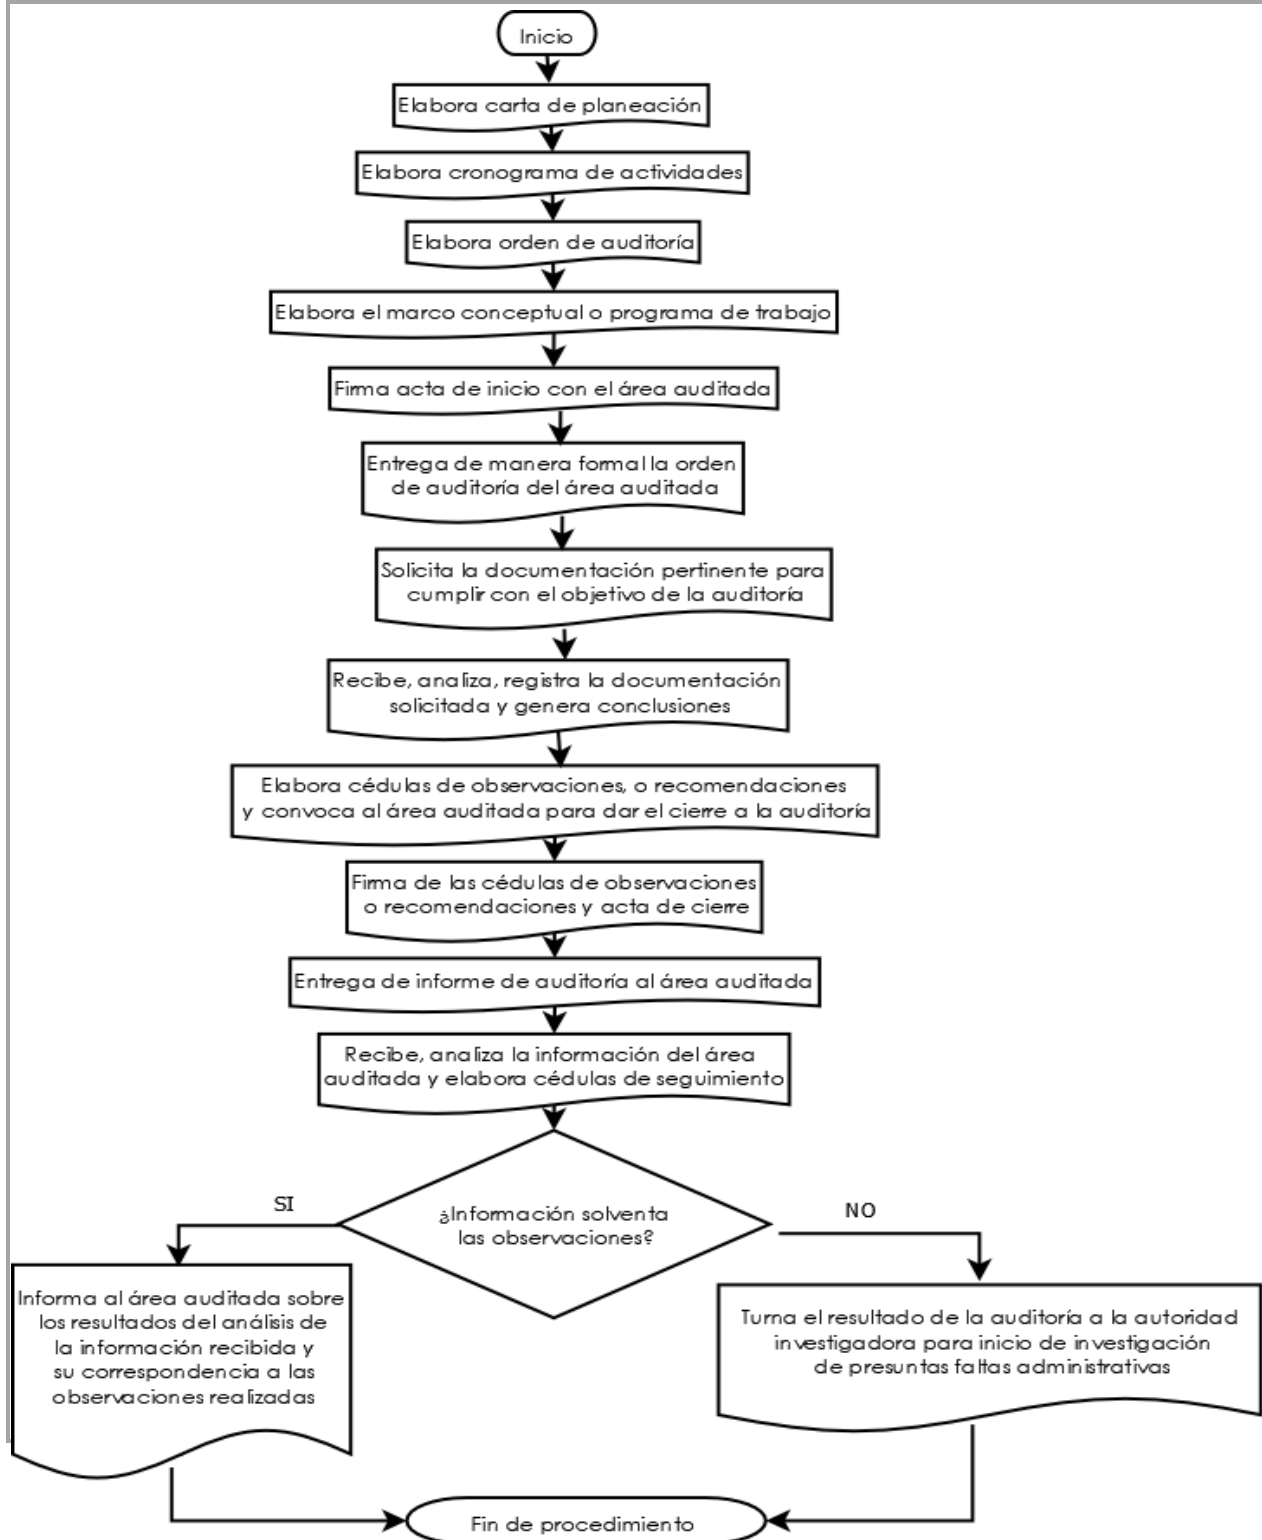 Inicio
Elabora carta de planeación
Elabora cronograma de actividades
Elabora orden de auditoría
Elabora el marco conceptual o programa de trabajo
Firma acta de inicio con el área auditada
Entrega de manera formal la orden
de auditoría del área auditada
Solicita la documentación pertinente para
cumplir con el objetivo de la auditoría
Recibe, analiza, registra la documentación
solicitada y genera conclusiones
Elabora cédulas de observaciones, o recomendaciones
y convoca al área auditada para dar el cierre a la auditoría
Firma de las cédulas de observaciones
o recomendaciones y acta de cierre
Entrega de informe de auditoría al área auditada
Recibe, analiza la información del área
auditada y elabora cédulas de seguimiento
¿Información solventa
las observaciones?
SI
NO
Informa al área auditada sobre
los resultados del análisis de
la información recibida y
su correspondencia a las
observaciones realizadas
Turna el resultado de la auditoría a la autoridad
investigadora para inicio de investigación
de presuntas faltas administrativas
Fin de procedimiento